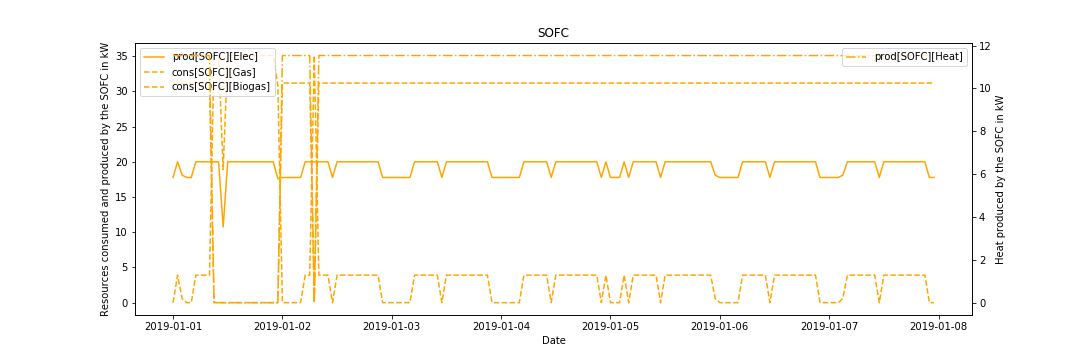 SOFC
prod[SOFC][Elec]
cons[SOFC][Gas]
cons[SOFC][Biogas]
prod[SOFC][Heat]
Resources consumed and produced by the SOFC in kW
35
30
25
20
15
10
5
0
12
10
8
6
4
2
0
Heat produced by the SOFC in kW
2019-01-01 2019-01-02 2019-01-03 2019-01-04 2019-01-05 2019-01-06 2019-01-07 2019-01-08
Date